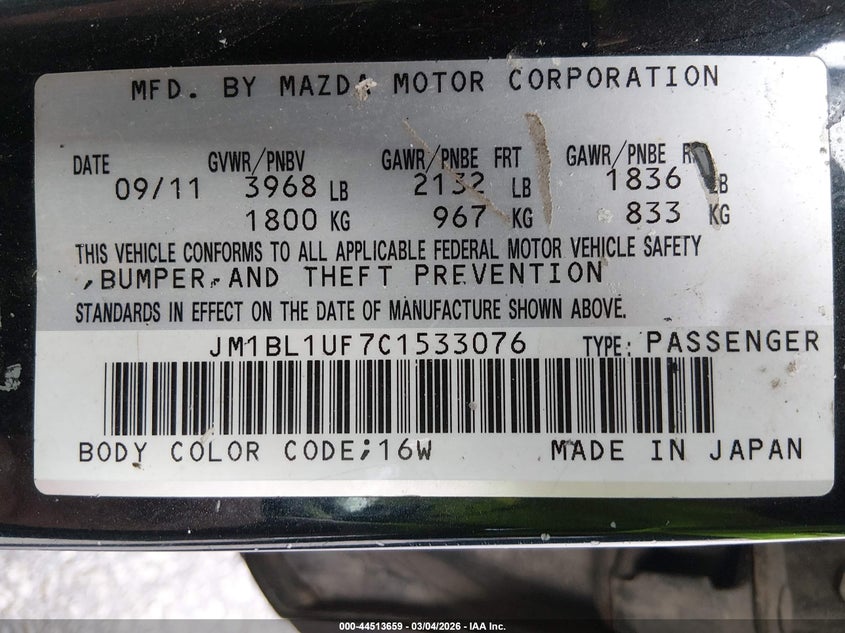 MFD. BY MAZDA MOTOR CORPORATION
DATE GVWR/PNBV GAWR/PNBE FRT GAWR/PNBE
09/11 3968 LB 2132 LB 1836 LB
1800 KG 967 KG 833 KG
THIS VEHICLE CONFORMS TO ALL APPLICABLE FEDERAL MOTOR VEHICLE SAFETY
,BUMPER, AND THEFT PREVENTION
STANDARDS IN EFFECT ON THE DATE OF MANUFACTURE SHOWN ABOVE.
JM1BL1UF7C1533076 TYPE: PASSENGER
BODY COLOR CODE;16W MADE IN JAPAN
000-44513659 - 03/04/2026 - IAA Inc.